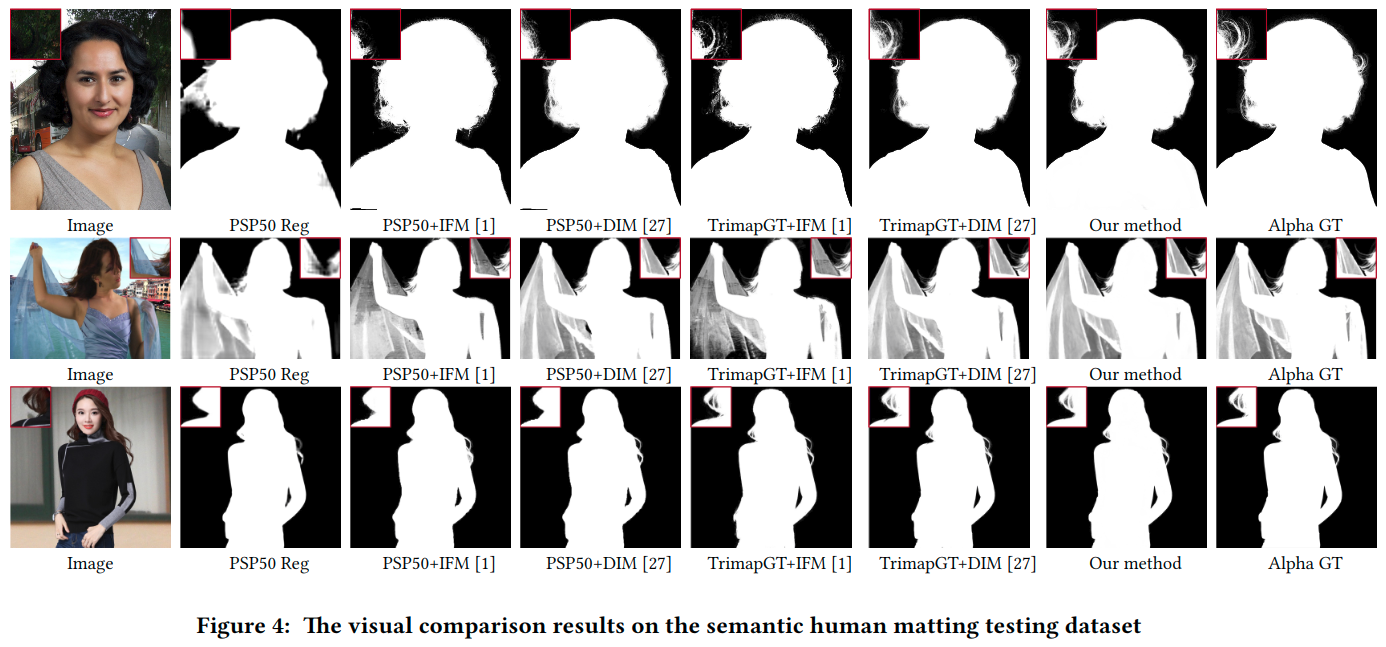 Image PSP50 Reg PSP50+IFM [1] PSP50+DIM [27] TrimapGT+IFM [1] TrimapGT+DIM [27] Our method Alpha GT
Image PSP50 Reg PSP50+IFM [1] PSP50+DIM [27] TrimapGT+IFM [1] TrimapGT+DIM [27] Our method Alpha GT
Image PSP50 Reg PSP50+IFM [1] PSP50+DIM [27] TrimapGT+IFM [1] TrimapGT+DIM [27] Our method Alpha GT
Figure 4: The visual comparison results on the semantic human matting testing dataset